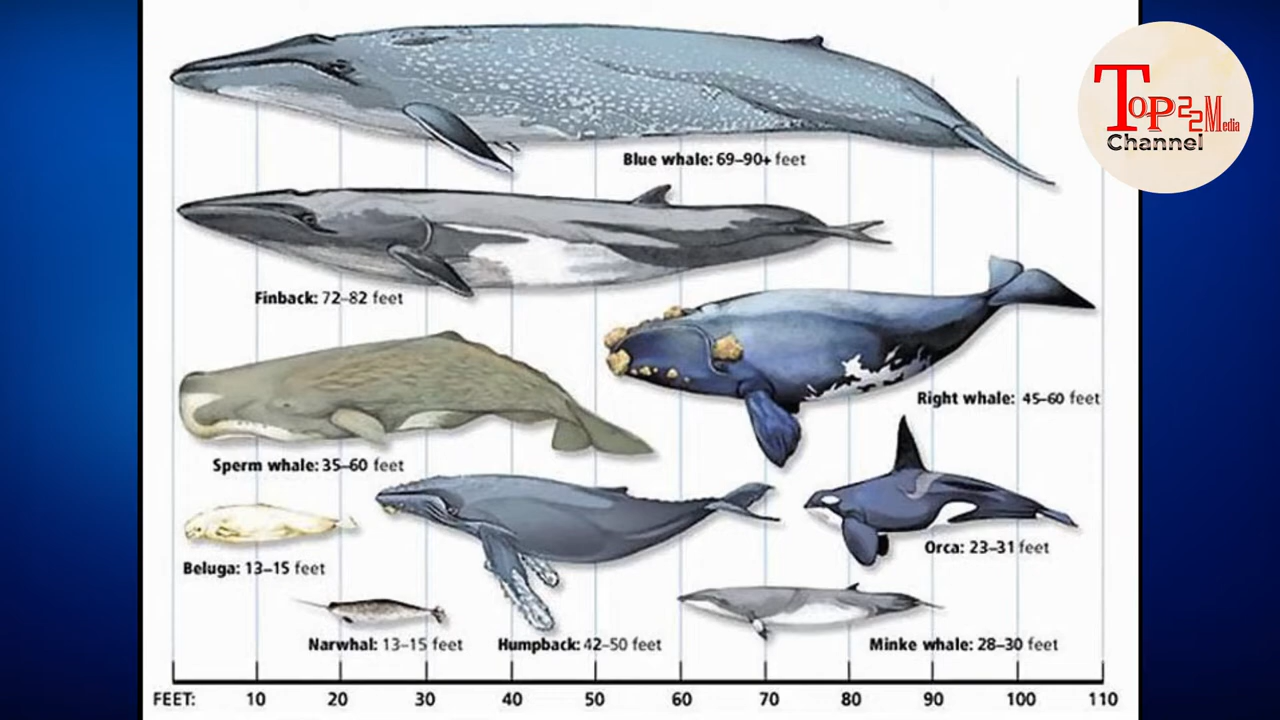 Top22Media
Channel
Blue whale: 69–90+ feet
Finback: 72–82 feet
Right whale: 45–60 feet
Sperm whale: 35–60 feet
Orca: 23–31 feet
Beluga: 13–15 feet
Narwhal: 13–15 feet
Humpback: 42–50 feet
Minke whale: 28–30 feet
FEET: 10 20 30 40 50 60 70 80 90 100 110